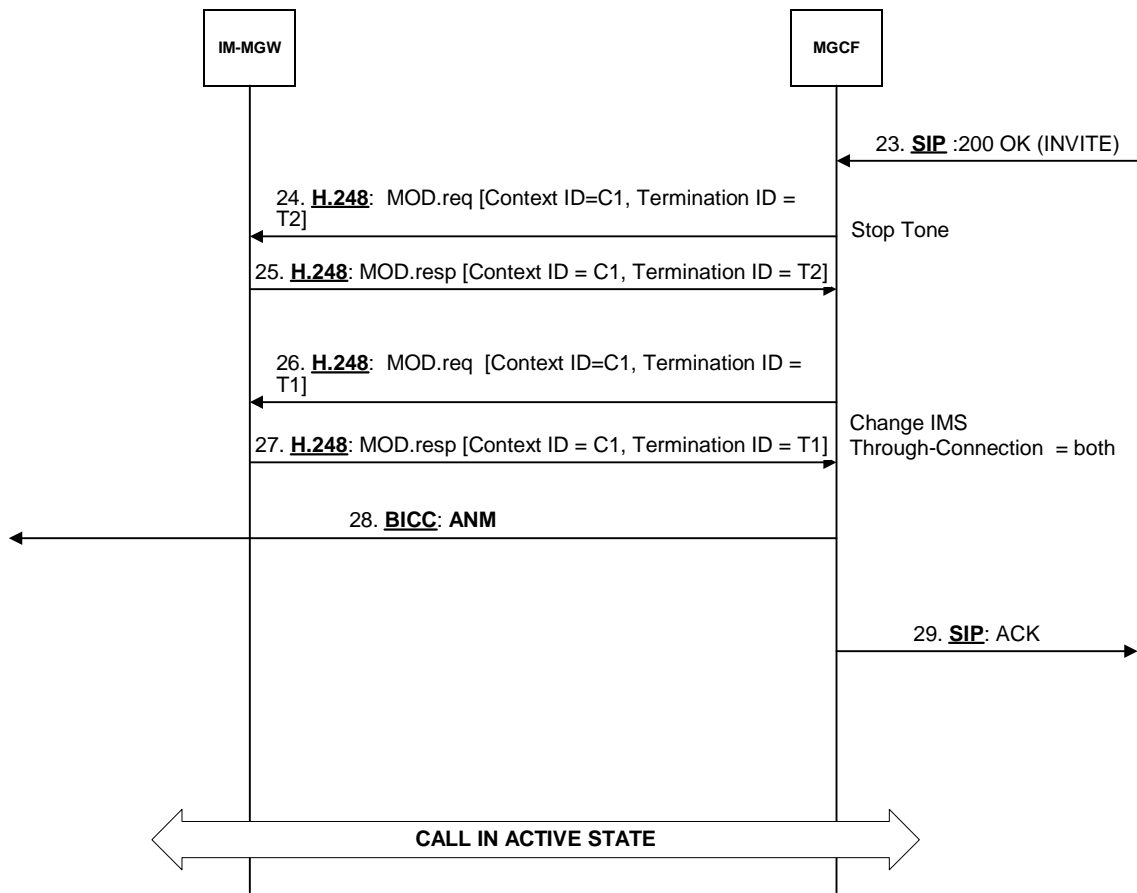 IM-MGW
MGCF
23. SIP :200 OK (INVITE)
24. H.248: MOD.req [Context ID=C1, Termination ID =
T2]
Stop Tone
25. H.248: MOD.resp [Context ID = C1, Termination ID = T2]
26. H.248: MOD.req [Context ID=C1, Termination ID =
T1]
Change IMS
Through-Connection = both
27. H.248: MOD.resp [Context ID = C1, Termination ID = T1]
28. BICC: ANM
29. SIP: ACK
CALL IN ACTIVE STATE